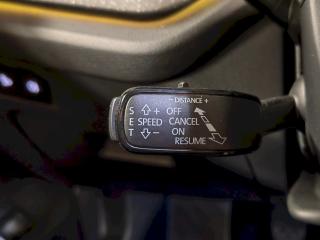 - DISTANCE +
S ⇧ + OFF
E SPEED CANCEL
T ⇩ - ON
RESUME